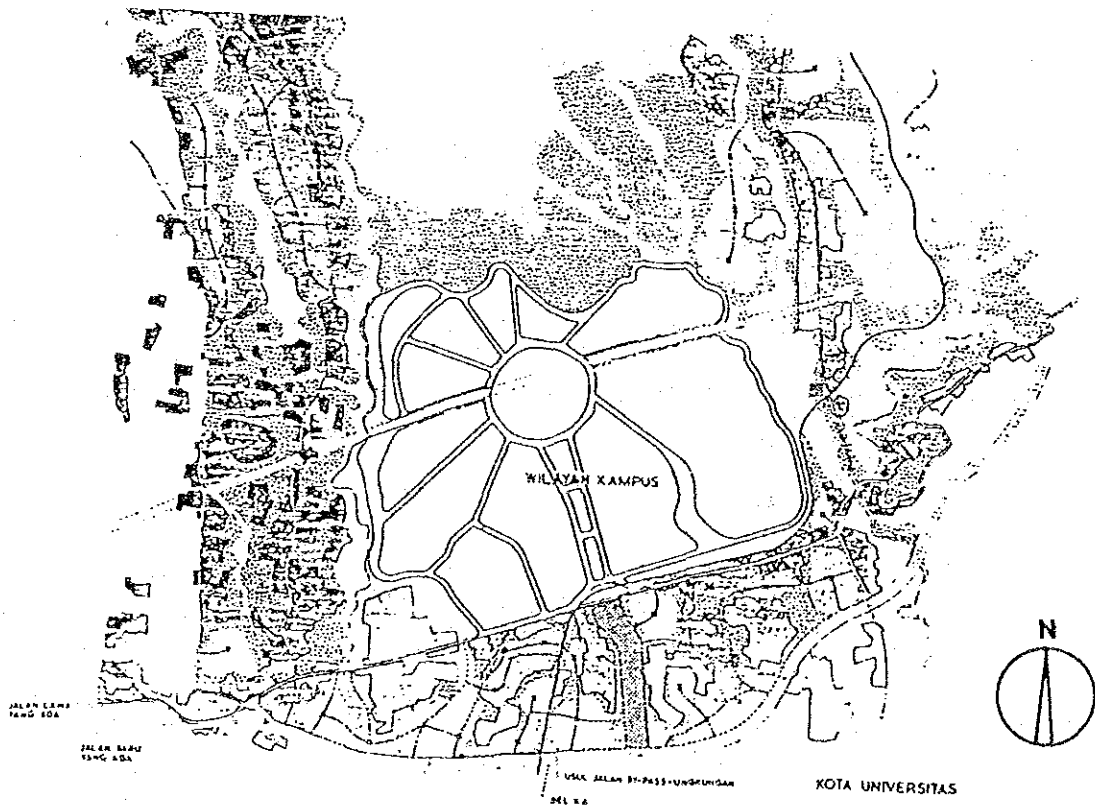 N
WILAYAH KAMPUS
JALAN LAMA
YANG ADA
JALAN BARU
YANG ADA
USUL JALAN BY-PASS
KOTA UNIVERSITAS